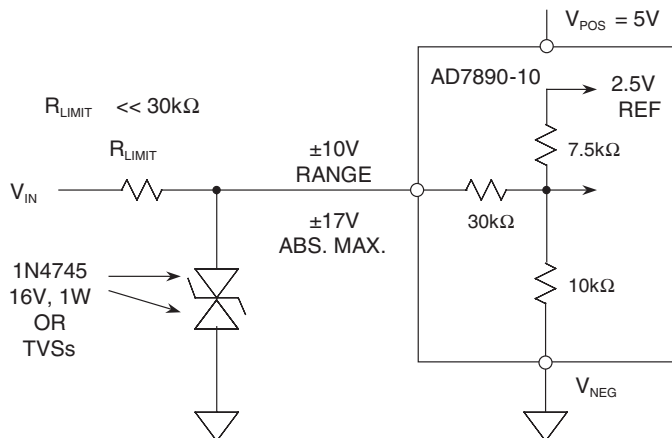 V_POS = 5V
AD7890-10
2.5V
REF
R_LIMIT << 30kΩ
R_LIMIT
7.5kΩ
±10V
RANGE
V_IN
30kΩ
±17V
ABS. MAX.
1N4745
16V, 1W
OR
TVSs
10kΩ
V_NEG